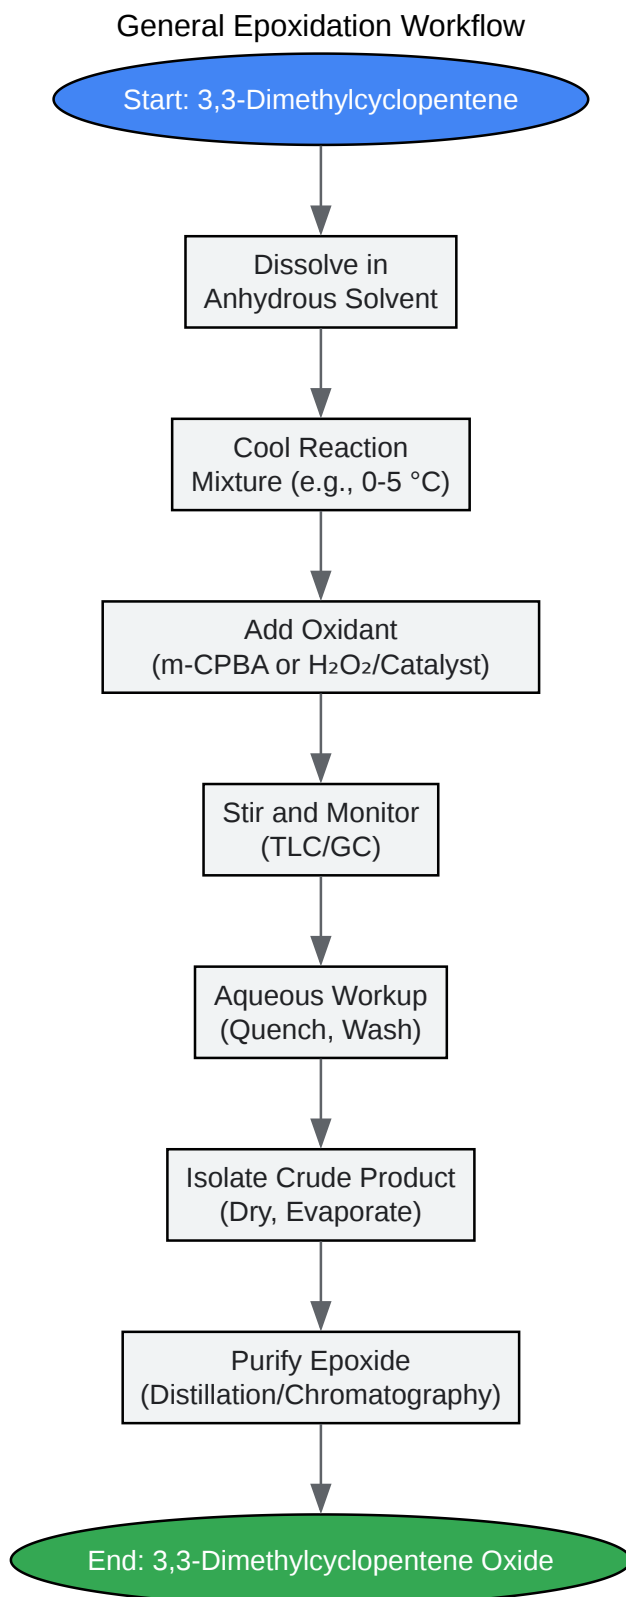 General Epoxidation Workflow
Start: 3,3-Dimethylcyclopentene
Dissolve in
Anhydrous Solvent
Cool Reaction
Mixture (e.g., 0-5 °C)
Add Oxidant
(m-CPBA or H₂O₂/Catalyst)
Stir and Monitor
(TLC/GC)
Aqueous Workup
(Quench, Wash)
Isolate Crude Product
(Dry, Evaporate)
Purify Epoxide
(Distillation/Chromatography)
End: 3,3-Dimethylcyclopentene Oxide